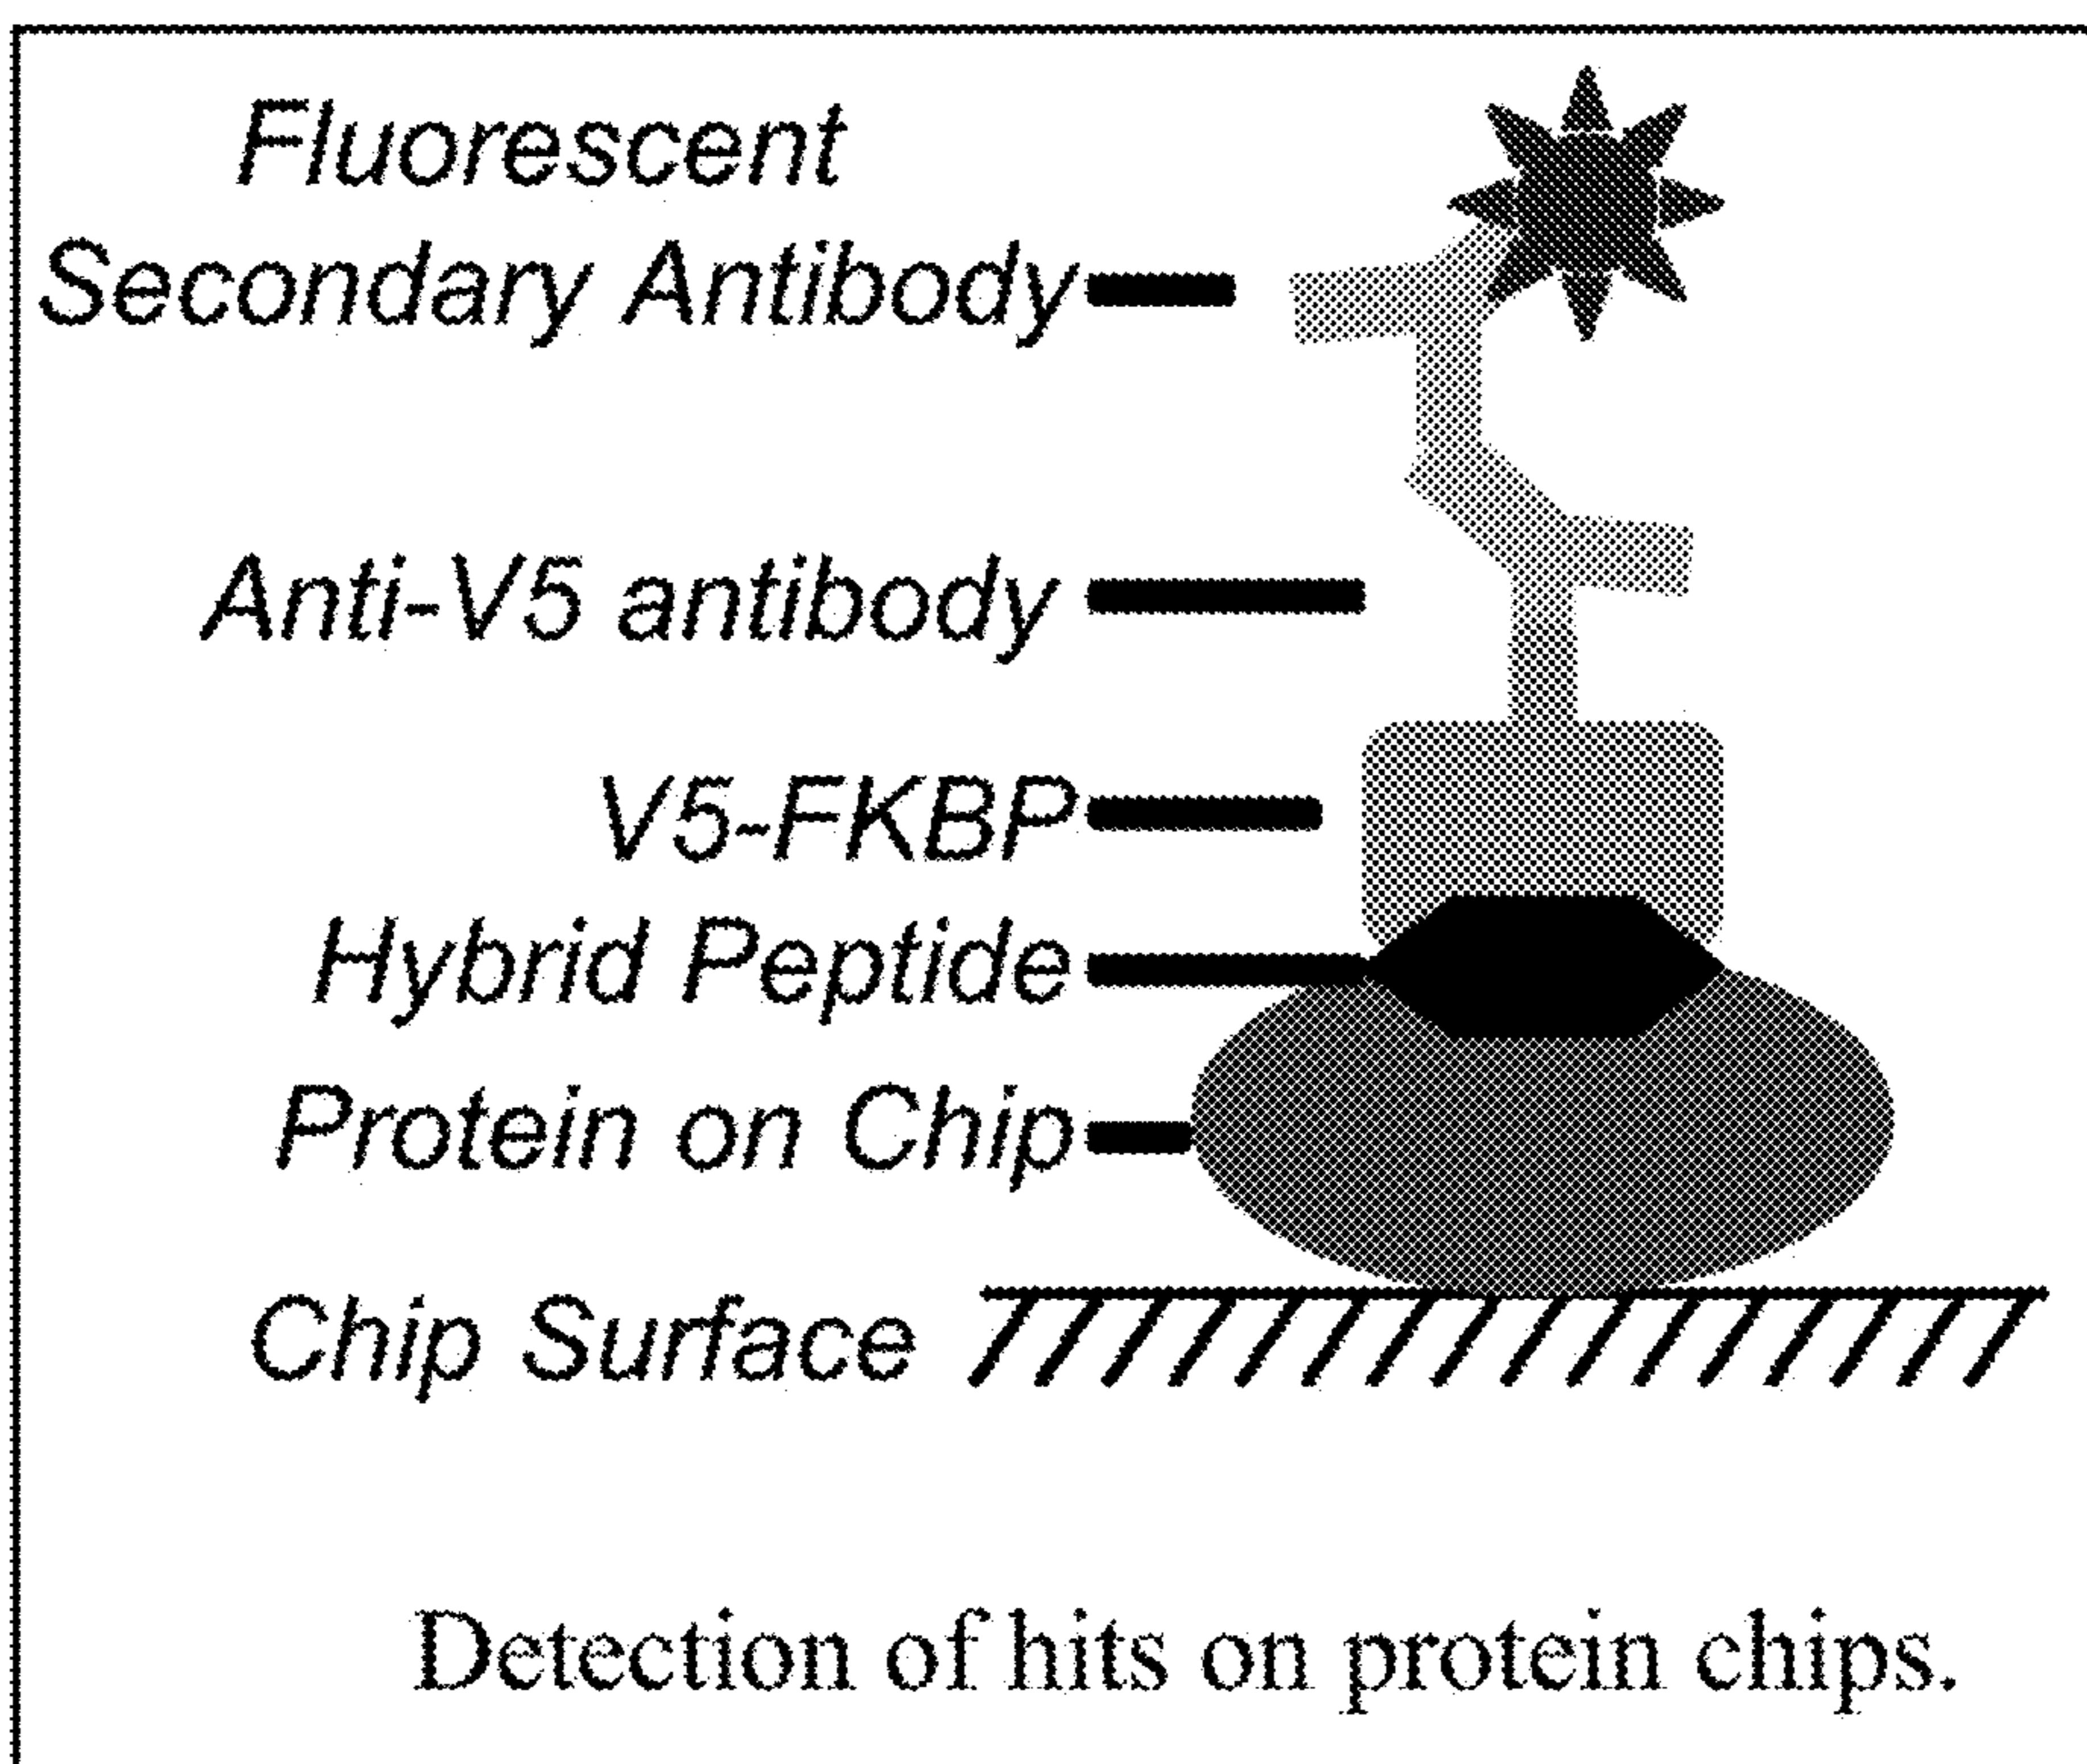 Fluorescent
Secondary Antibody
Anti-V5 antibody
V5-FKBP
Hybrid Peptide
Protein on Chip
Chip Surface
Detection of hits on protein chips.